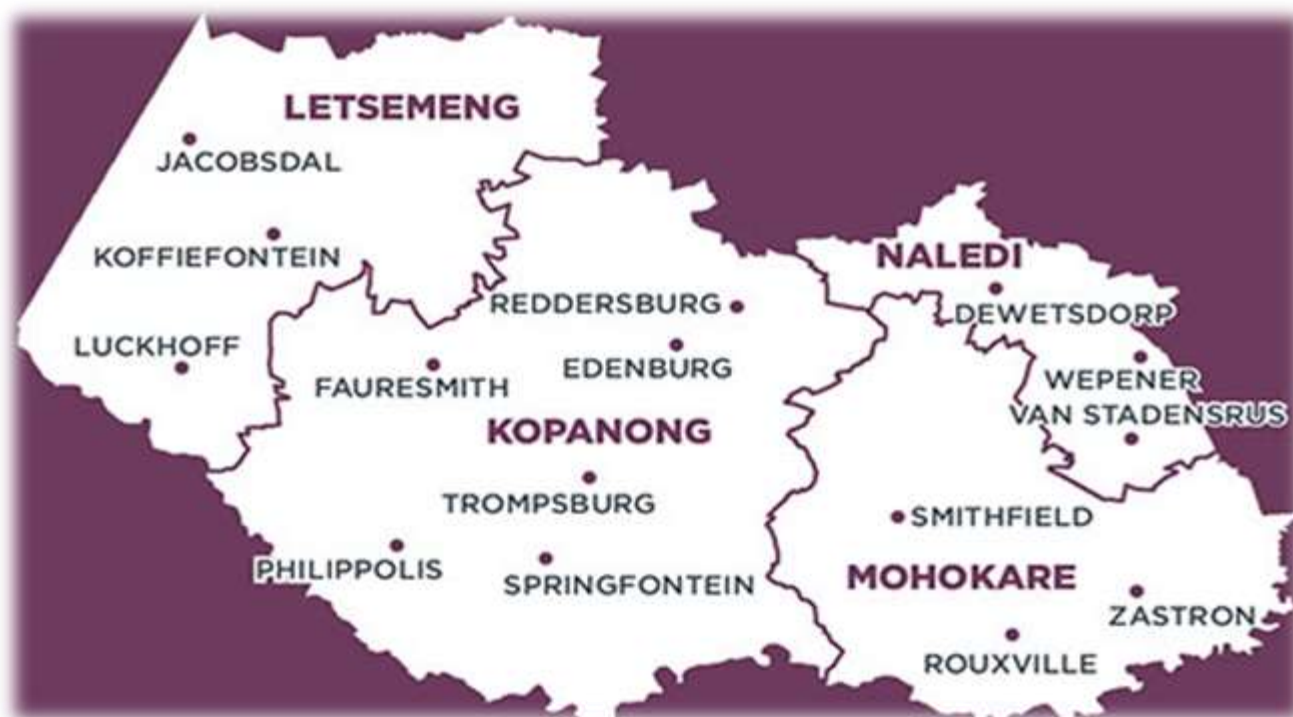 LETSEMENG
JACOBSDAL
KOFFIEFONTEIN
LUCKHOFF
NALEDI
DEWETSDORP
WEPENER
VAN STADENSRUS
REDDERSBURG
EDENBURG
FAURESMITH
KOPANONG
TROMPSBURG
PHILIPPOLIS
SPRINGFONTEIN
SMITHFIELD
MOHOKARE
ZASTRON
ROUXVILLE